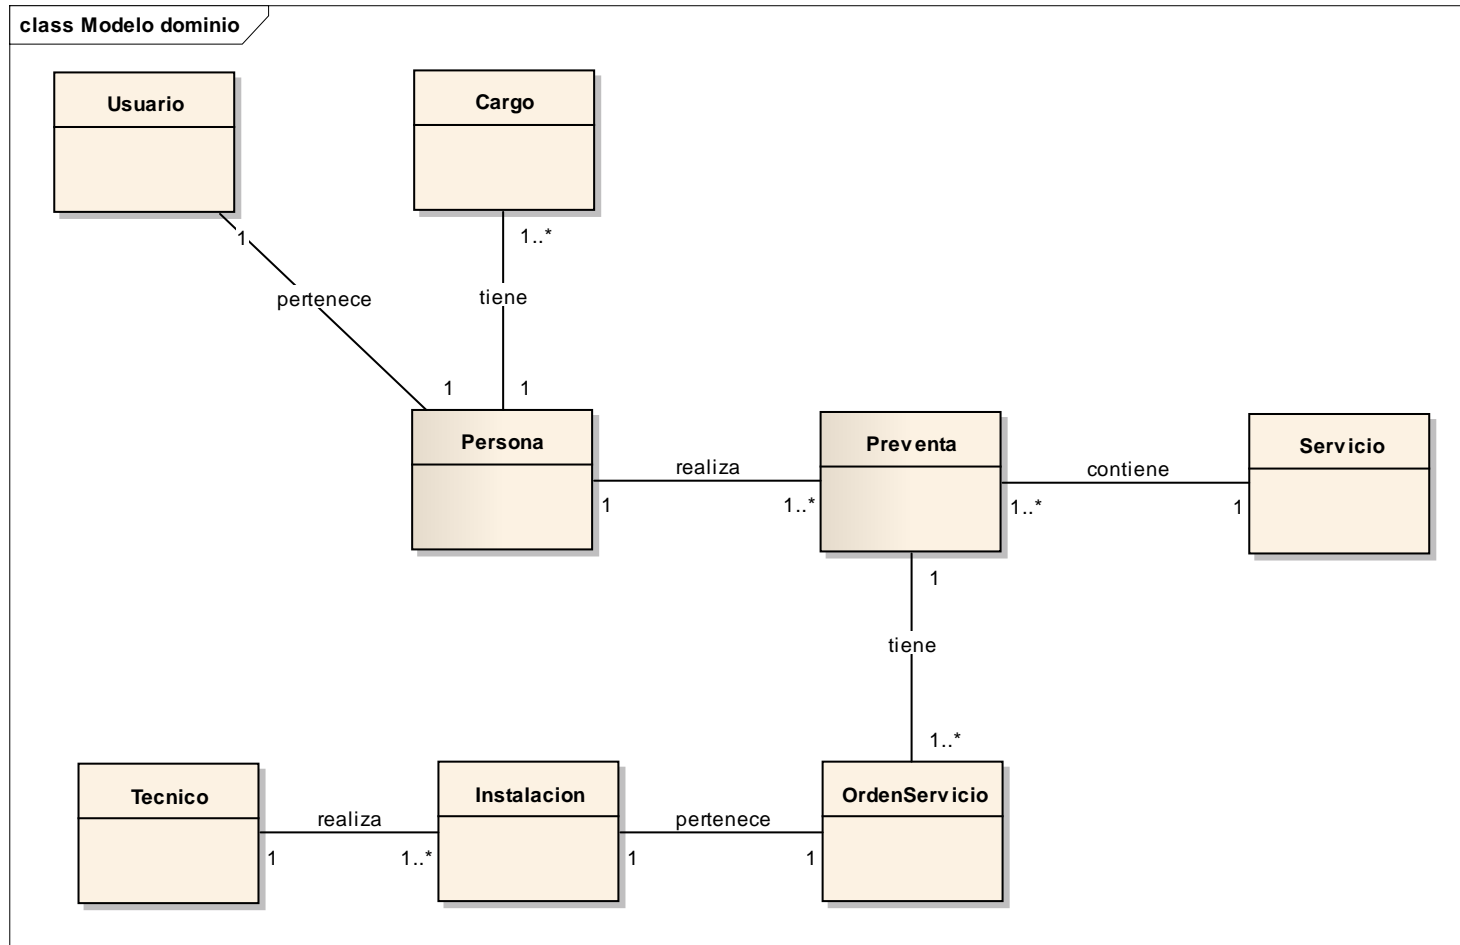 class Modelo dominio
Usuario
Cargo
1
1..*
pertenece
tiene
1
1
Persona
Preventa
Servicio
realiza
contiene
1
1..*
1..*
1
1
tiene
1..*
Tecnico
Instalacion
OrdenServicio
realiza
pertenece
1
1..*
1
1